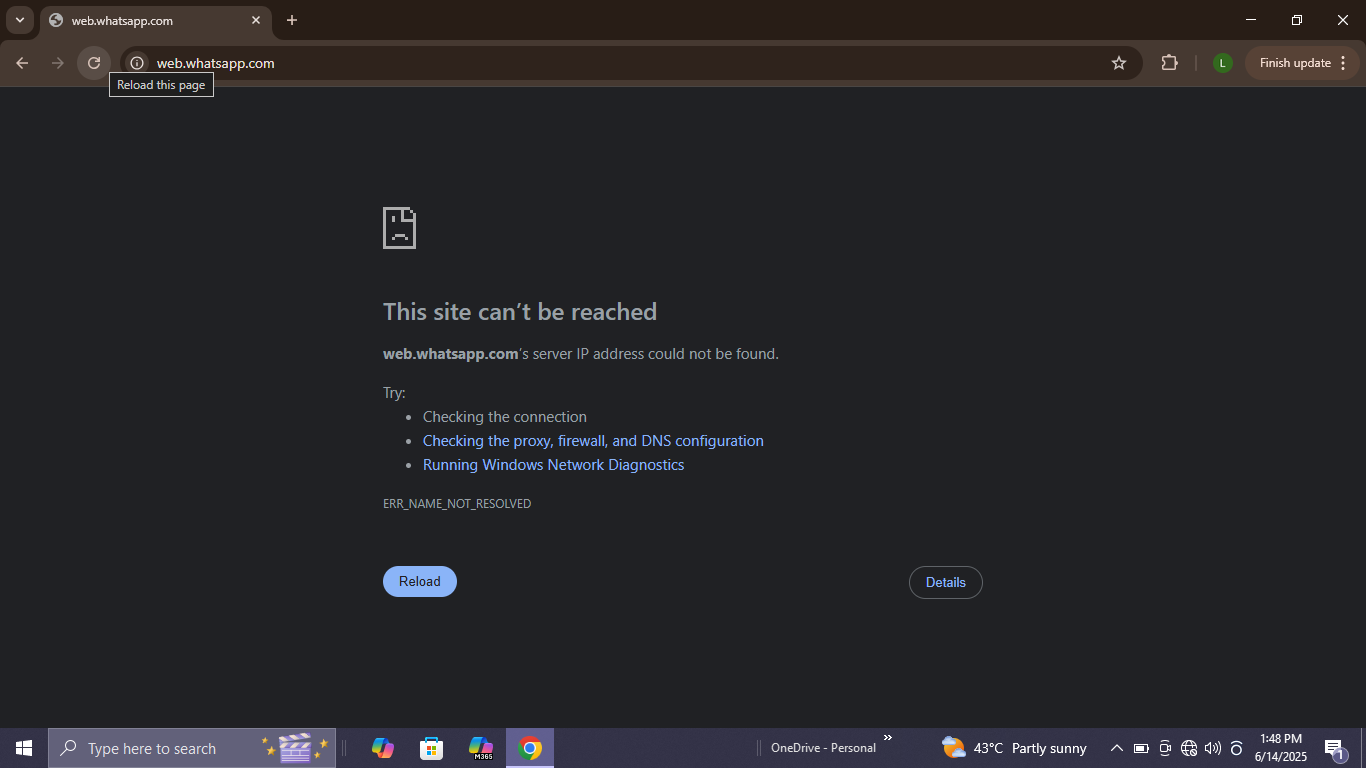 web.whatsapp.com
web.whatsapp.com
L
Finish update
Reload this page
This site can't be reached
web.whatsapp.com's server IP address could not be found.
Try:
Checking the connection
Checking the proxy, firewall, and DNS configuration
Running Windows Network Diagnostics
ERR_NAME_NOT_RESOLVED
Reload
Details
Type here to search
M365
OneDrive - Personal
43°C Partly sunny
1:48 PM
6/14/2025
1